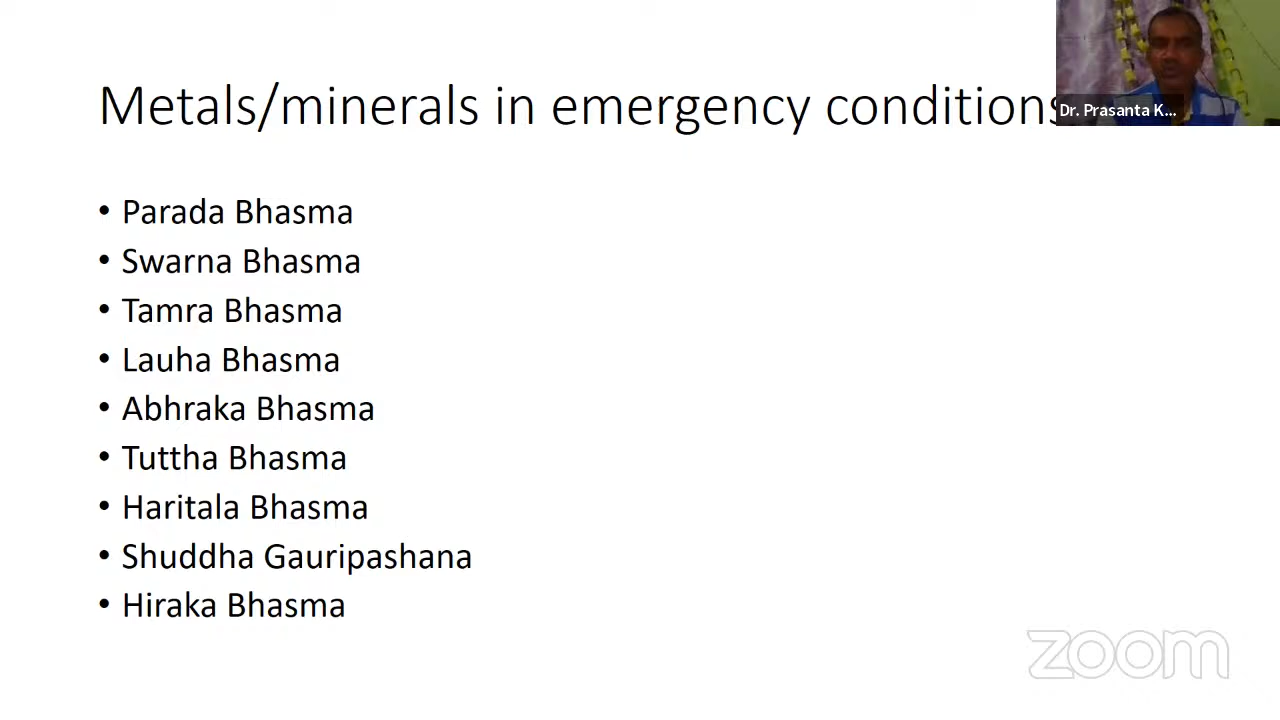 Metals/minerals in emergency conditions
Dr. Prasanta K...
• Parada Bhasma
• Swarna Bhasma
• Tamra Bhasma
• Lauha Bhasma
• Abhraka Bhasma
• Tuttha Bhasma
• Haritala Bhasma
• Shuddha Gauripashana
• Hiraka Bhasma
zoom